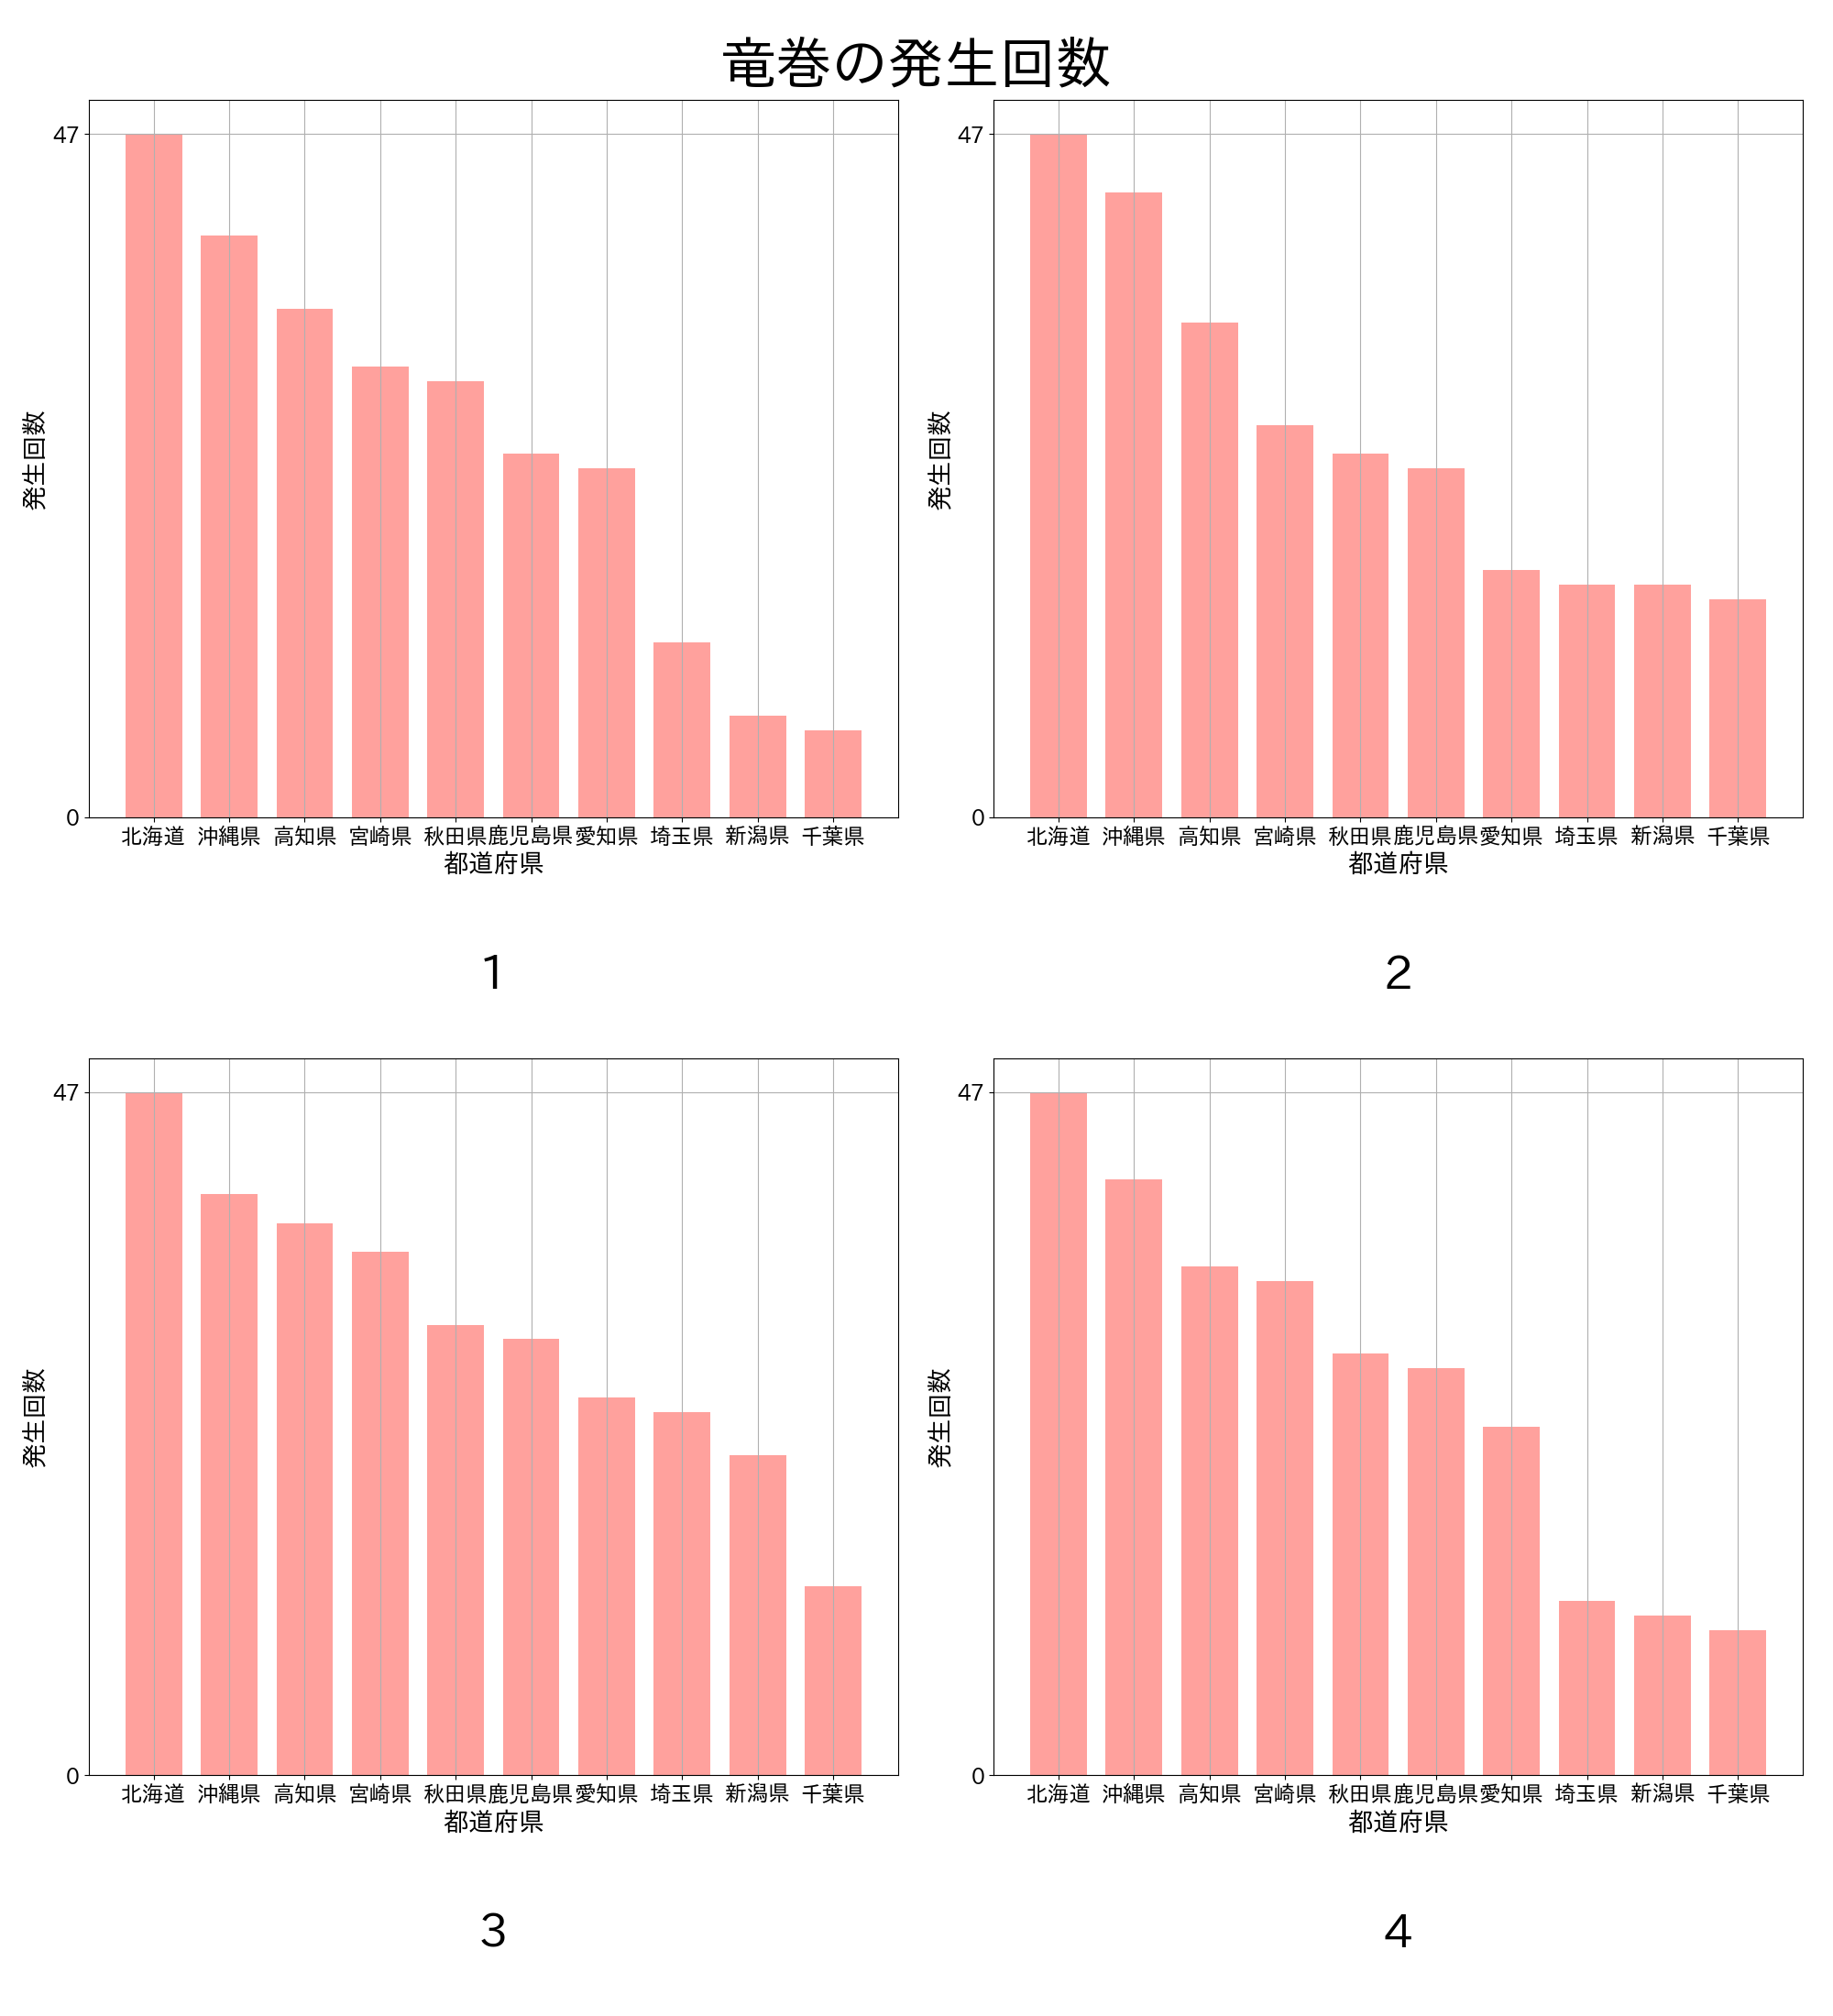 竜巻の発生回数
47
0
発生回数
北海道 沖縄県 高知県 宮崎県 秋田県 鹿児島県 愛知県 埼玉県 新潟県 千葉県
都道府県
1
47
0
発生回数
北海道 沖縄県 高知県 宮崎県 秋田県 鹿児島県 愛知県 埼玉県 新潟県 千葉県
都道府県
2
47
0
発生回数
北海道 沖縄県 高知県 宮崎県 秋田県 鹿児島県 愛知県 埼玉県 新潟県 千葉県
都道府県
3
47
0
発生回数
北海道 沖縄県 高知県 宮崎県 秋田県 鹿児島県 愛知県 埼玉県 新潟県 千葉県
都道府県
4